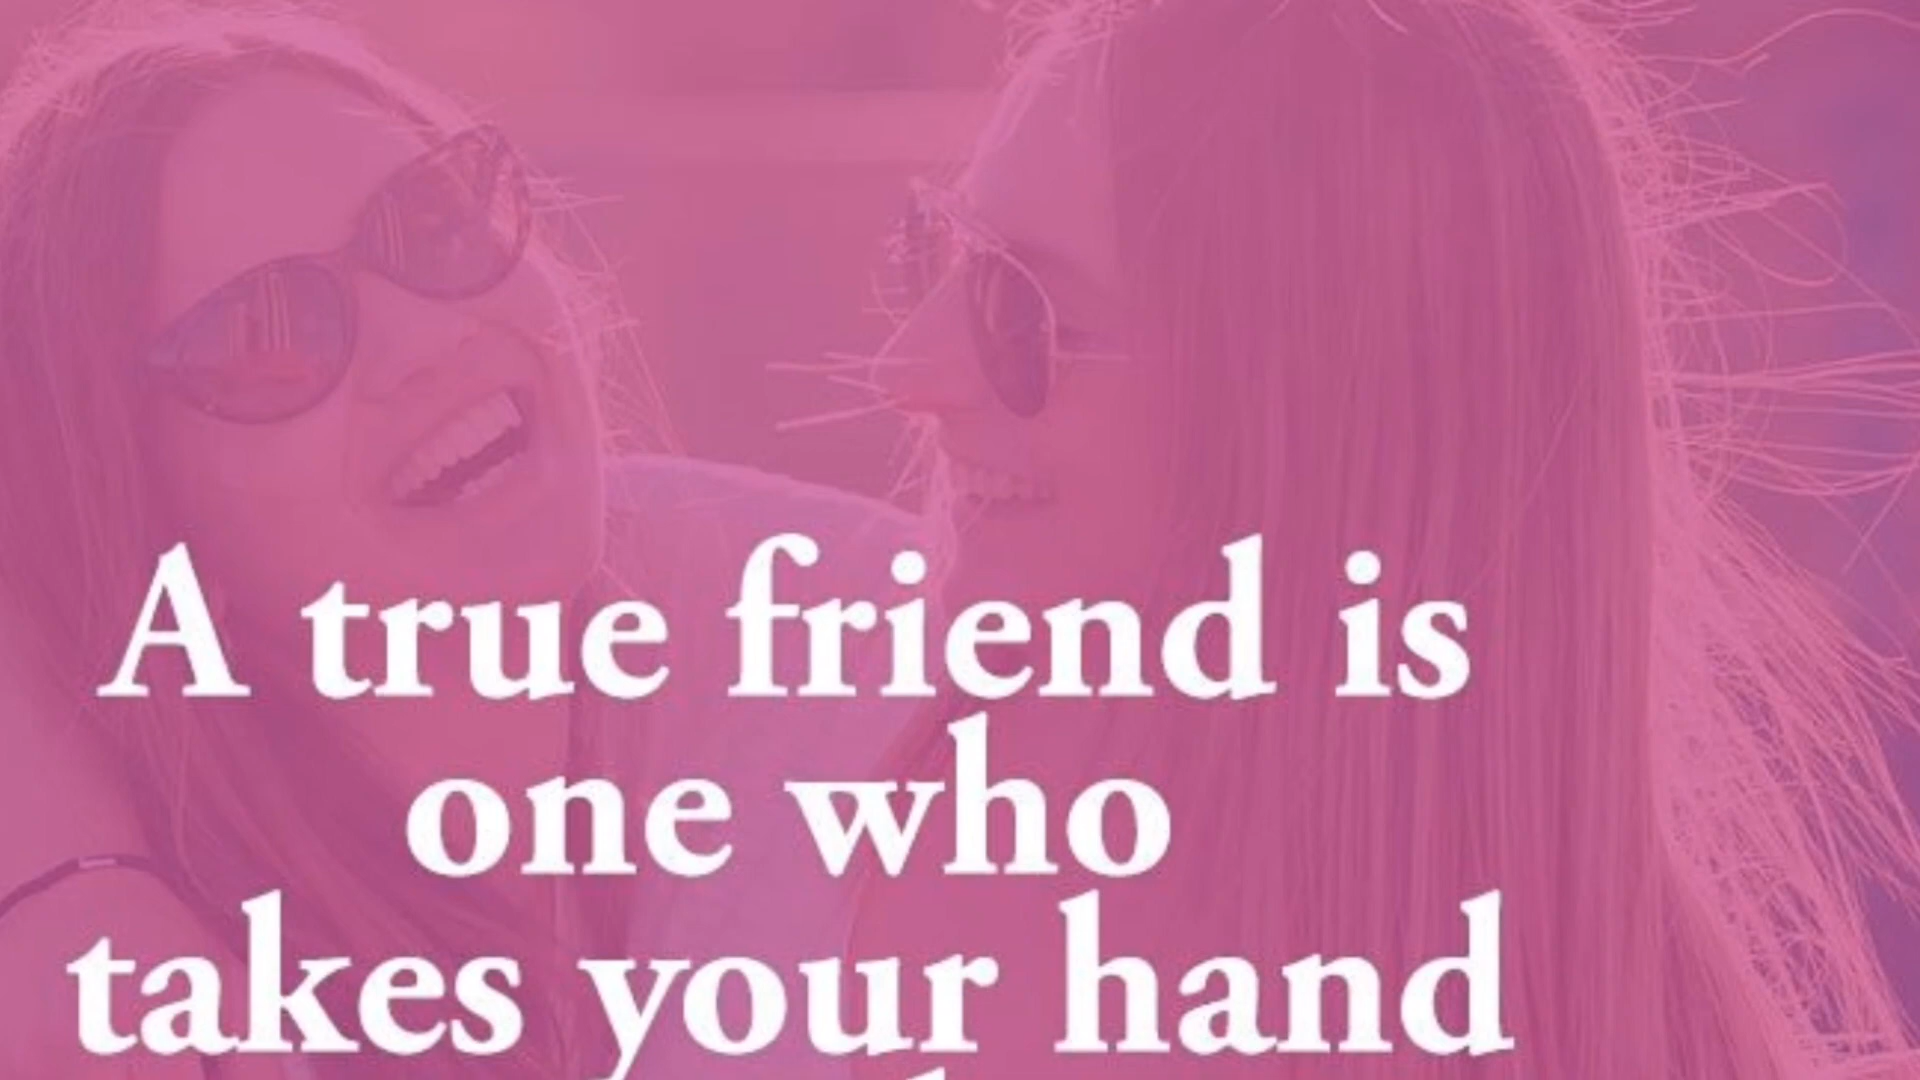 A true friend is
one who
takes your hand